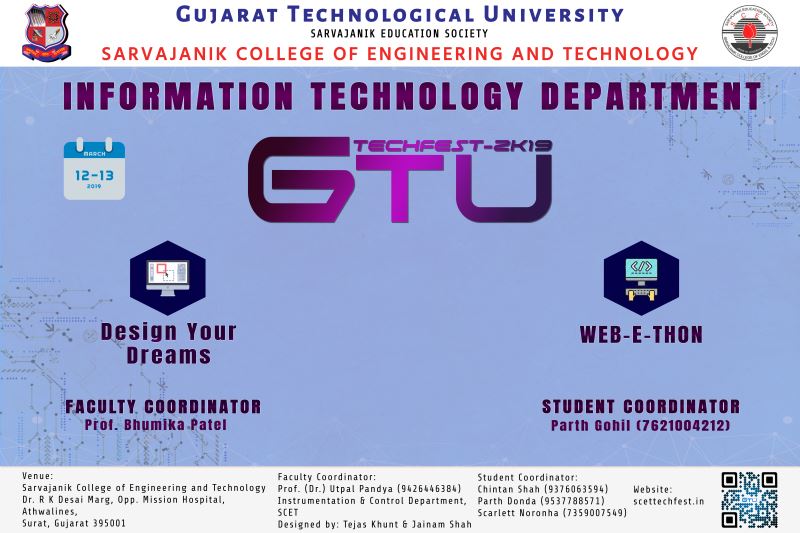 Gujarat Technological University
SARVAJANIK EDUCATION SOCIETY
SARVAJANIK COLLEGE OF ENGINEERING AND TECHNOLOGY
INFORMATION TECHNOLOGY DEPARTMENT
MARCH
12-13
2019
TECHFEST-2K19
GTU
Design Your
Dreams
WEB-E-THON
FACULTY COORDINATOR
Prof. Bhumika Patel
STUDENT COORDINATOR
Parth Gohil (7621004212)
Venue:
Sarvajanik College of Engineering and Technology
Dr. R K Desai Marg, Opp. Mission Hospital,
Athwalines,
Surat, Gujarat 395001
Faculty Coordinator:
Prof. (Dr.) Utpal Pandya (9426446384)
Instrumentation & Control Department,
SCET
Designed by: Tejas Khunt & Jainam Shah
Student Coordinator:
Chintan Shah (9376063594)
Parth Donda (9537788571)
Scarlett Noronha (7359007549)
Website:
scettechfest.in